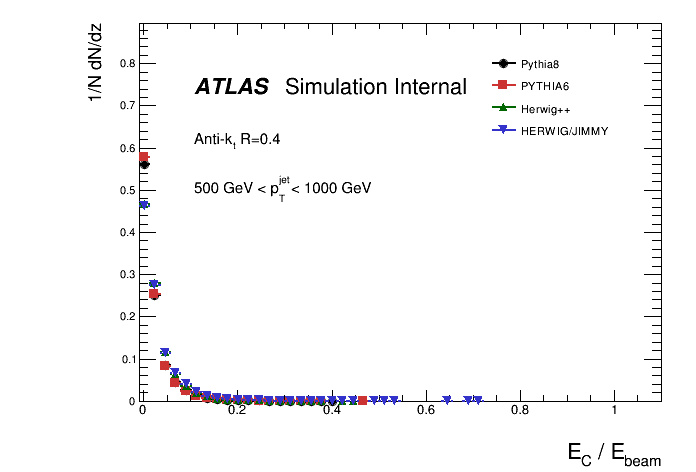 1/N dN/dz
ATLAS Simulation Internal
Anti-k_t R=0.4
500 GeV < p_T^jet < 1000 GeV
Pythia8
PYTHIA6
Herwig++
HERWIG/JIMMY
0.8
0.7
0.6
0.5
0.4
0.3
0.2
0.1
0
0 0.2 0.4 0.6 0.8 1
E_C / E_beam